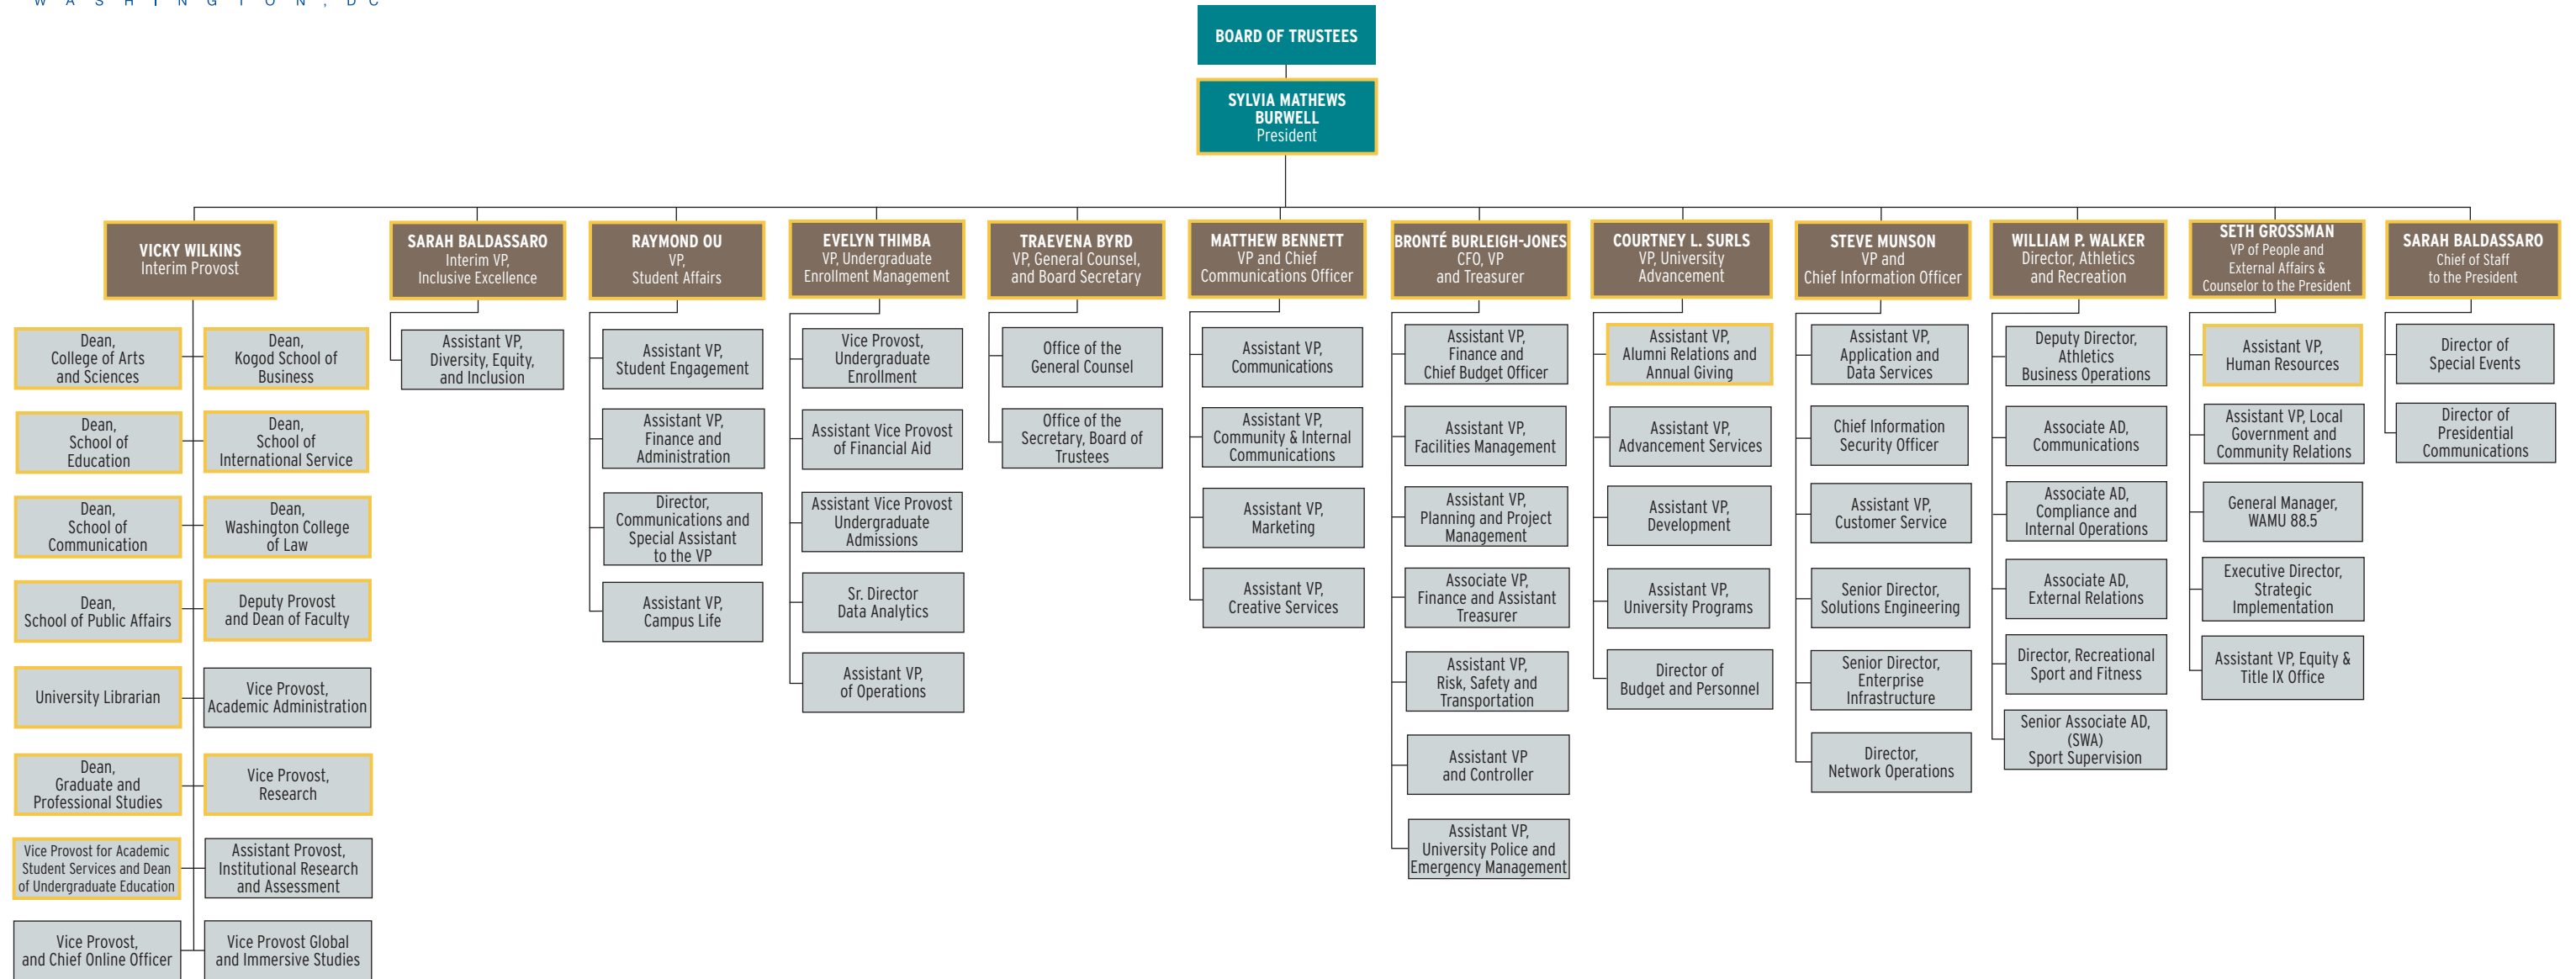 WASHINGTON, DC
BOARD OF TRUSTEES
SYLVIA MATHEWS
BURWELL
President
VICKY WILKINS
Interim Provost
Dean,
College of Arts
and Sciences
Dean,
Kogod School of
Business
Dean,
School of
Education
Dean,
School of
International Service
Dean,
School of
Communication
Dean,
Washington College
of Law
Dean,
School of Public Affairs
Deputy Provost
and Dean of Faculty
University Librarian
Vice Provost,
Academic Administration
Dean,
Graduate and
Professional Studies
Vice Provost,
Research
Vice Provost for Academic
Student Services and Dean
of Undergraduate Education
Assistant Provost,
Institutional Research
and Assessment
Vice Provost,
and Chief Online Officer
Vice Provost Global
and Immersive Studies
SARAH BALDASSARO
Interim VP,
Inclusive Excellence
Assistant VP,
Diversity, Equity,
and Inclusion
RAYMOND OU
VP,
Student Affairs
Assistant VP,
Student Engagement
Assistant VP,
Finance and
Administration
Director,
Communications and
Special Assistant
to the VP
Assistant VP,
Campus Life
EVELYN THIMBA
VP, Undergraduate
Enrollment Management
Vice Provost,
Undergraduate
Enrollment
Assistant Vice Provost
of Financial Aid
Assistant Vice Provost
Undergraduate
Admissions
Sr. Director
Data Analytics
Assistant VP,
of Operations
TRAEVENA BYRD
VP, General Counsel,
and Board Secretary
Office of the
General Counsel
Office of the
Secretary, Board of
Trustees
MATTHEW BENNETT
VP and Chief
Communications Officer
Assistant VP,
Communications
Assistant VP,
Community & Internal
Communications
Assistant VP,
Marketing
Assistant VP,
Creative Services
BRONTÉ BURLEIGH-JONES
CFO, VP
and Treasurer
Assistant VP,
Finance and
Chief Budget Officer
Assistant VP,
Facilities Management
Assistant VP,
Planning and Project
Management
Associate VP,
Finance and Assistant
Treasurer
Assistant VP,
Risk, Safety and
Transportation
Assistant VP
and Controller
Assistant VP,
University Police and
Emergency Management
COURTNEY L. SURLS
VP, University
Advancement
Assistant VP,
Alumni Relations and
Annual Giving
Assistant VP,
Advancement Services
Assistant VP,
Development
Assistant VP,
University Programs
Director of
Budget and Personnel
STEVE MUNSON
VP and
Chief Information Officer
Assistant VP,
Application and
Data Services
Chief Information
Security Officer
Assistant VP,
Customer Service
Senior Director,
Solutions Engineering
Senior Director,
Enterprise
Infrastructure
Director,
Network Operations
WILLIAM P. WALKER
Director, Athletics
and Recreation
Deputy Director,
Athletics
Business Operations
Associate AD,
Communications
Associate AD,
Compliance and
Internal Operations
Associate AD,
External Relations
Director, Recreational
Sport and Fitness
Senior Associate AD,
(SWA)
Sport Supervision
SETH GROSSMAN
VP of People and
External Affairs &
Counselor to the President
Assistant VP,
Human Resources
Assistant VP, Local
Government and
Community Relations
General Manager,
WAMU 88.5
Executive Director,
Strategic
Implementation
Assistant VP, Equity &
Title IX Office
SARAH BALDASSARO
Chief of Staff
to the President
Director of
Special Events
Director of
Presidential
Communications